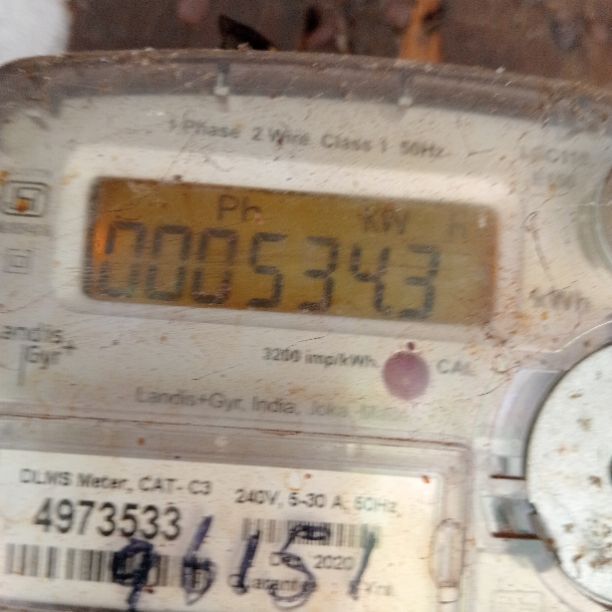 1 Phase 2 Wire Class 1 50Hz
Ph kW h
0005343
kWh
Landis+
Gyr
3200 imp/kWh.
CAL
Landis+Gyr, India, Joka
DLMS Meter, CAT- C3
240V, 5-30 A, 50Hz,
4973533
2020